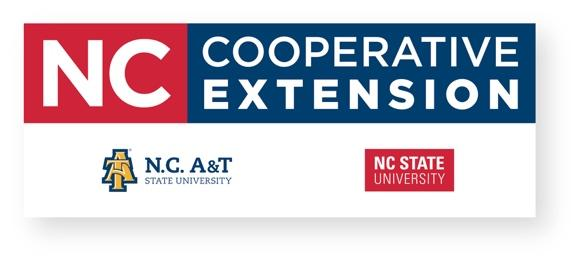 NC
COOPERATIVE
EXTENSION
N.C. A&T
STATE UNIVERSITY
NC STATE
UNIVERSITY